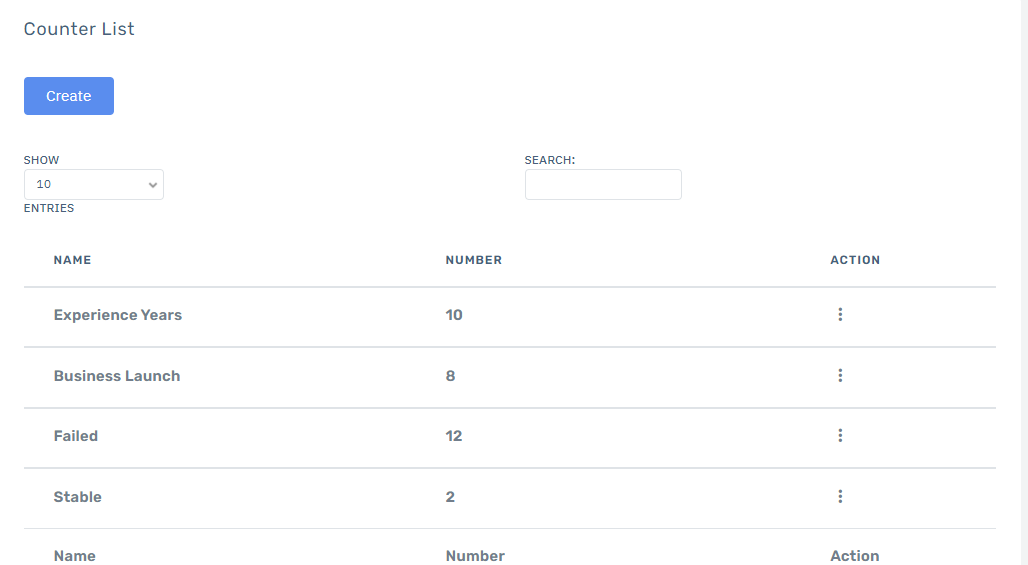 Counter List
Create
SHOW
10
ENTRIES
SEARCH:
NAME NUMBER ACTION
Experience Years 10
Business Launch 8
Failed 12
Stable 2
Name Number Action